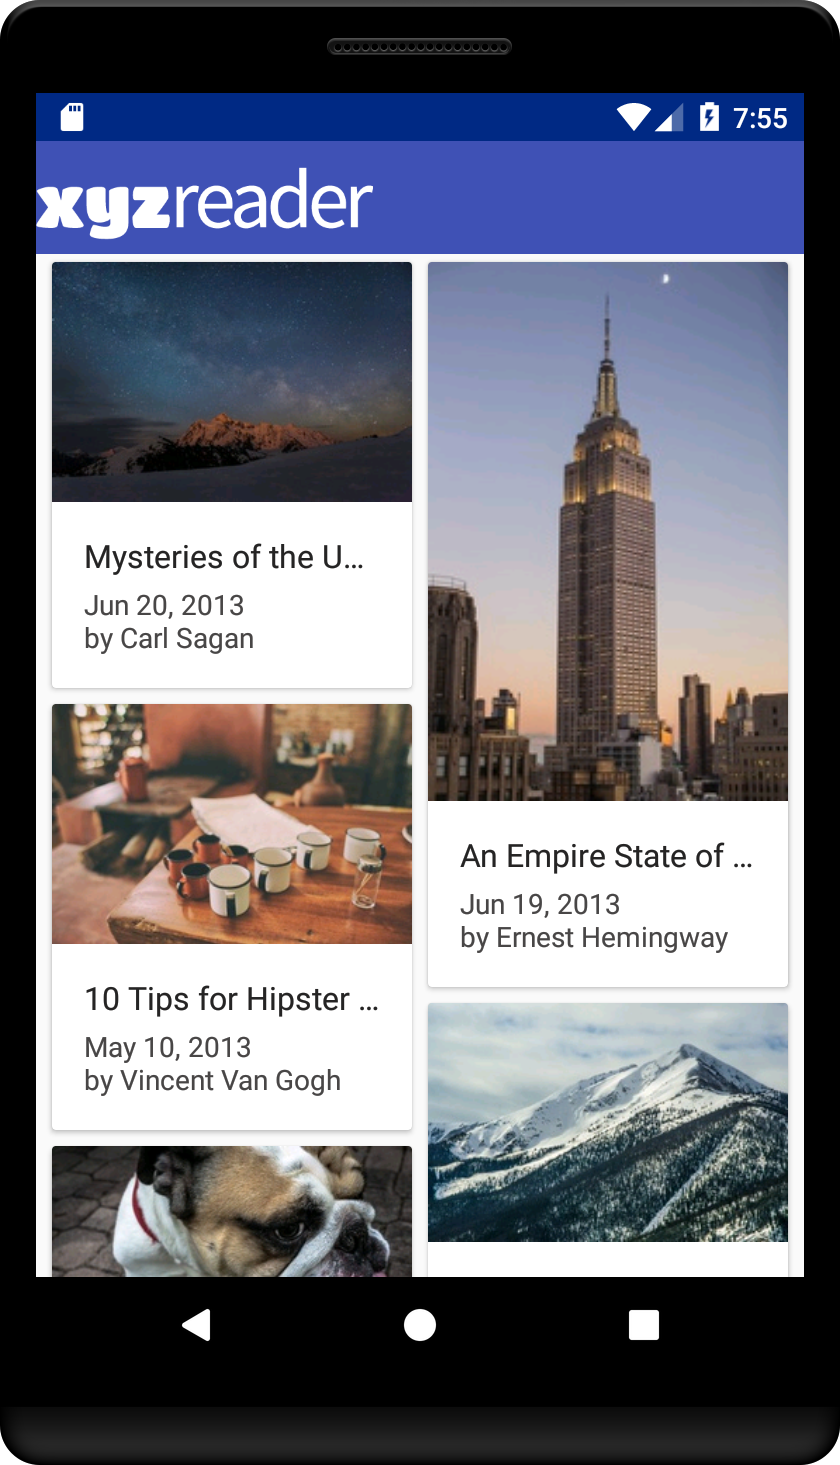 7:55
xyzreader
Mysteries of the U...
Jun 20, 2013
by Carl Sagan
An Empire State of ...
Jun 19, 2013
by Ernest Hemingway
10 Tips for Hipster ...
May 10, 2013
by Vincent Van Gogh